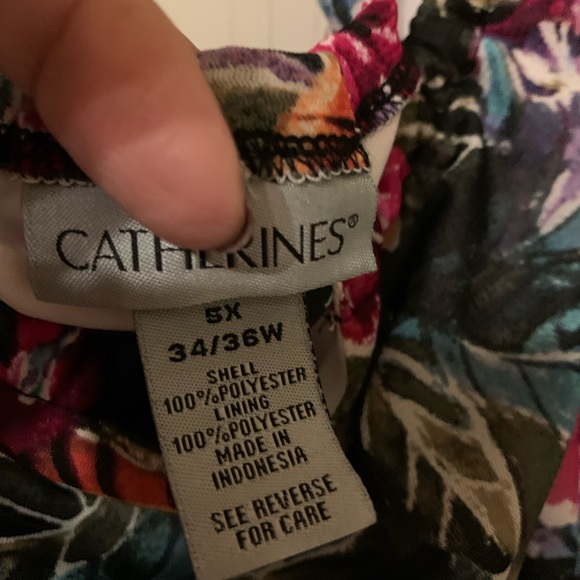 CATHERINES®
5X
34/36W
SHELL
100%POLYESTER
LINING
100%POLYESTER
MADE IN
INDONESIA
SEE REVERSE
FOR CARE